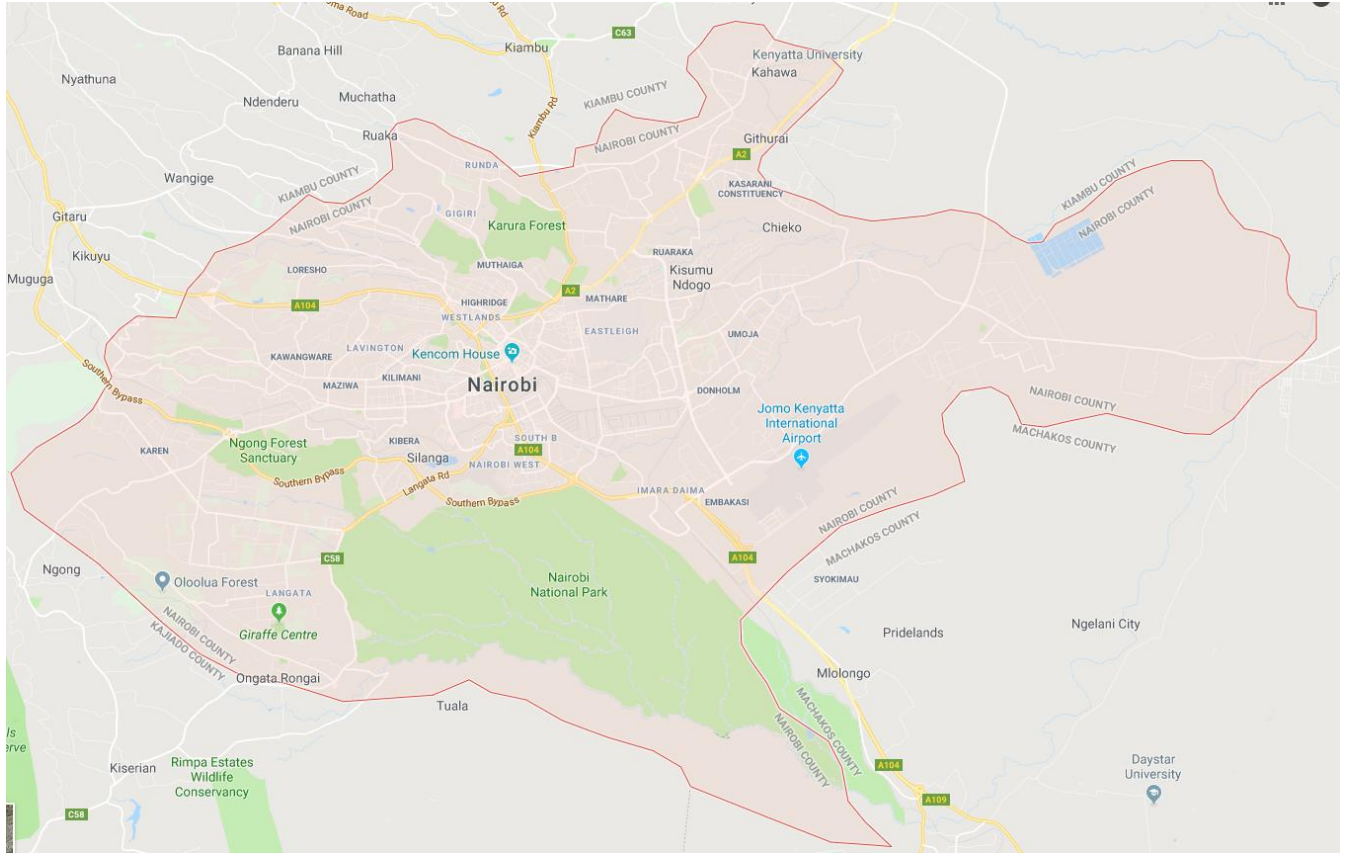 oma Road
Rd
C63
Kiambu
Banana Hill
Kenyatta University
Kahawa
Nyathuna
Ndenderu
Muchatha
KIAMBU COUNTY
Kiambu Rd
Ruaka
NAIROBI COUNTY
Githurai
A2
RUNDA
Wangige
KIAMBU COUNTY
KASARANI
CONSTITUENCY
KIAMBU COUNTY
NAIROBI COUNTY
Gitaru
NAIROBI COUNTY
GIGIRI
Karura Forest
Chieko
Kikuyu
RUARAKA
Muguga
LORESHO
MUTHAIGA
Kisumu
Ndogo
A104
HIGHRIDGE
A2
MATHARE
WESTLANDS
EASTLEIGH
UMOJA
KAWANGWARE
LAVINGTON
Kencom House
Southern Bypass
MAZIWA
KILIMANI
Nairobi
DONHOLM
NAIROBI COUNTY
MACHAKOS COUNTY
Jomo Kenyatta
International
Airport
KAREN
Ngong Forest
Sanctuary
KIBERA
Silanga
SOUTH B
A104
NAIROBI WEST
Southern Bypass
Langata Rd
Southern Bypass
IMARA DAIMA
EMBAKASI
NAIROBI COUNTY
MACHAKOS COUNTY
C58
A104
Ngong
Oloolua Forest
LANGATA
Nairobi
National Park
SYOKIMAU
Giraffe Centre
NAIROBI COUNTY
KAJIADO COUNTY
Pridelands
Ngelani City
Ongata Rongai
Mlolongo
Tuala
MACHAKOS COUNTY
NAIROBI COUNTY
ls
erve
Kiserian
Rimpa Estates
Wildlife
Conservancy
A104
Daystar
University
C58
A109